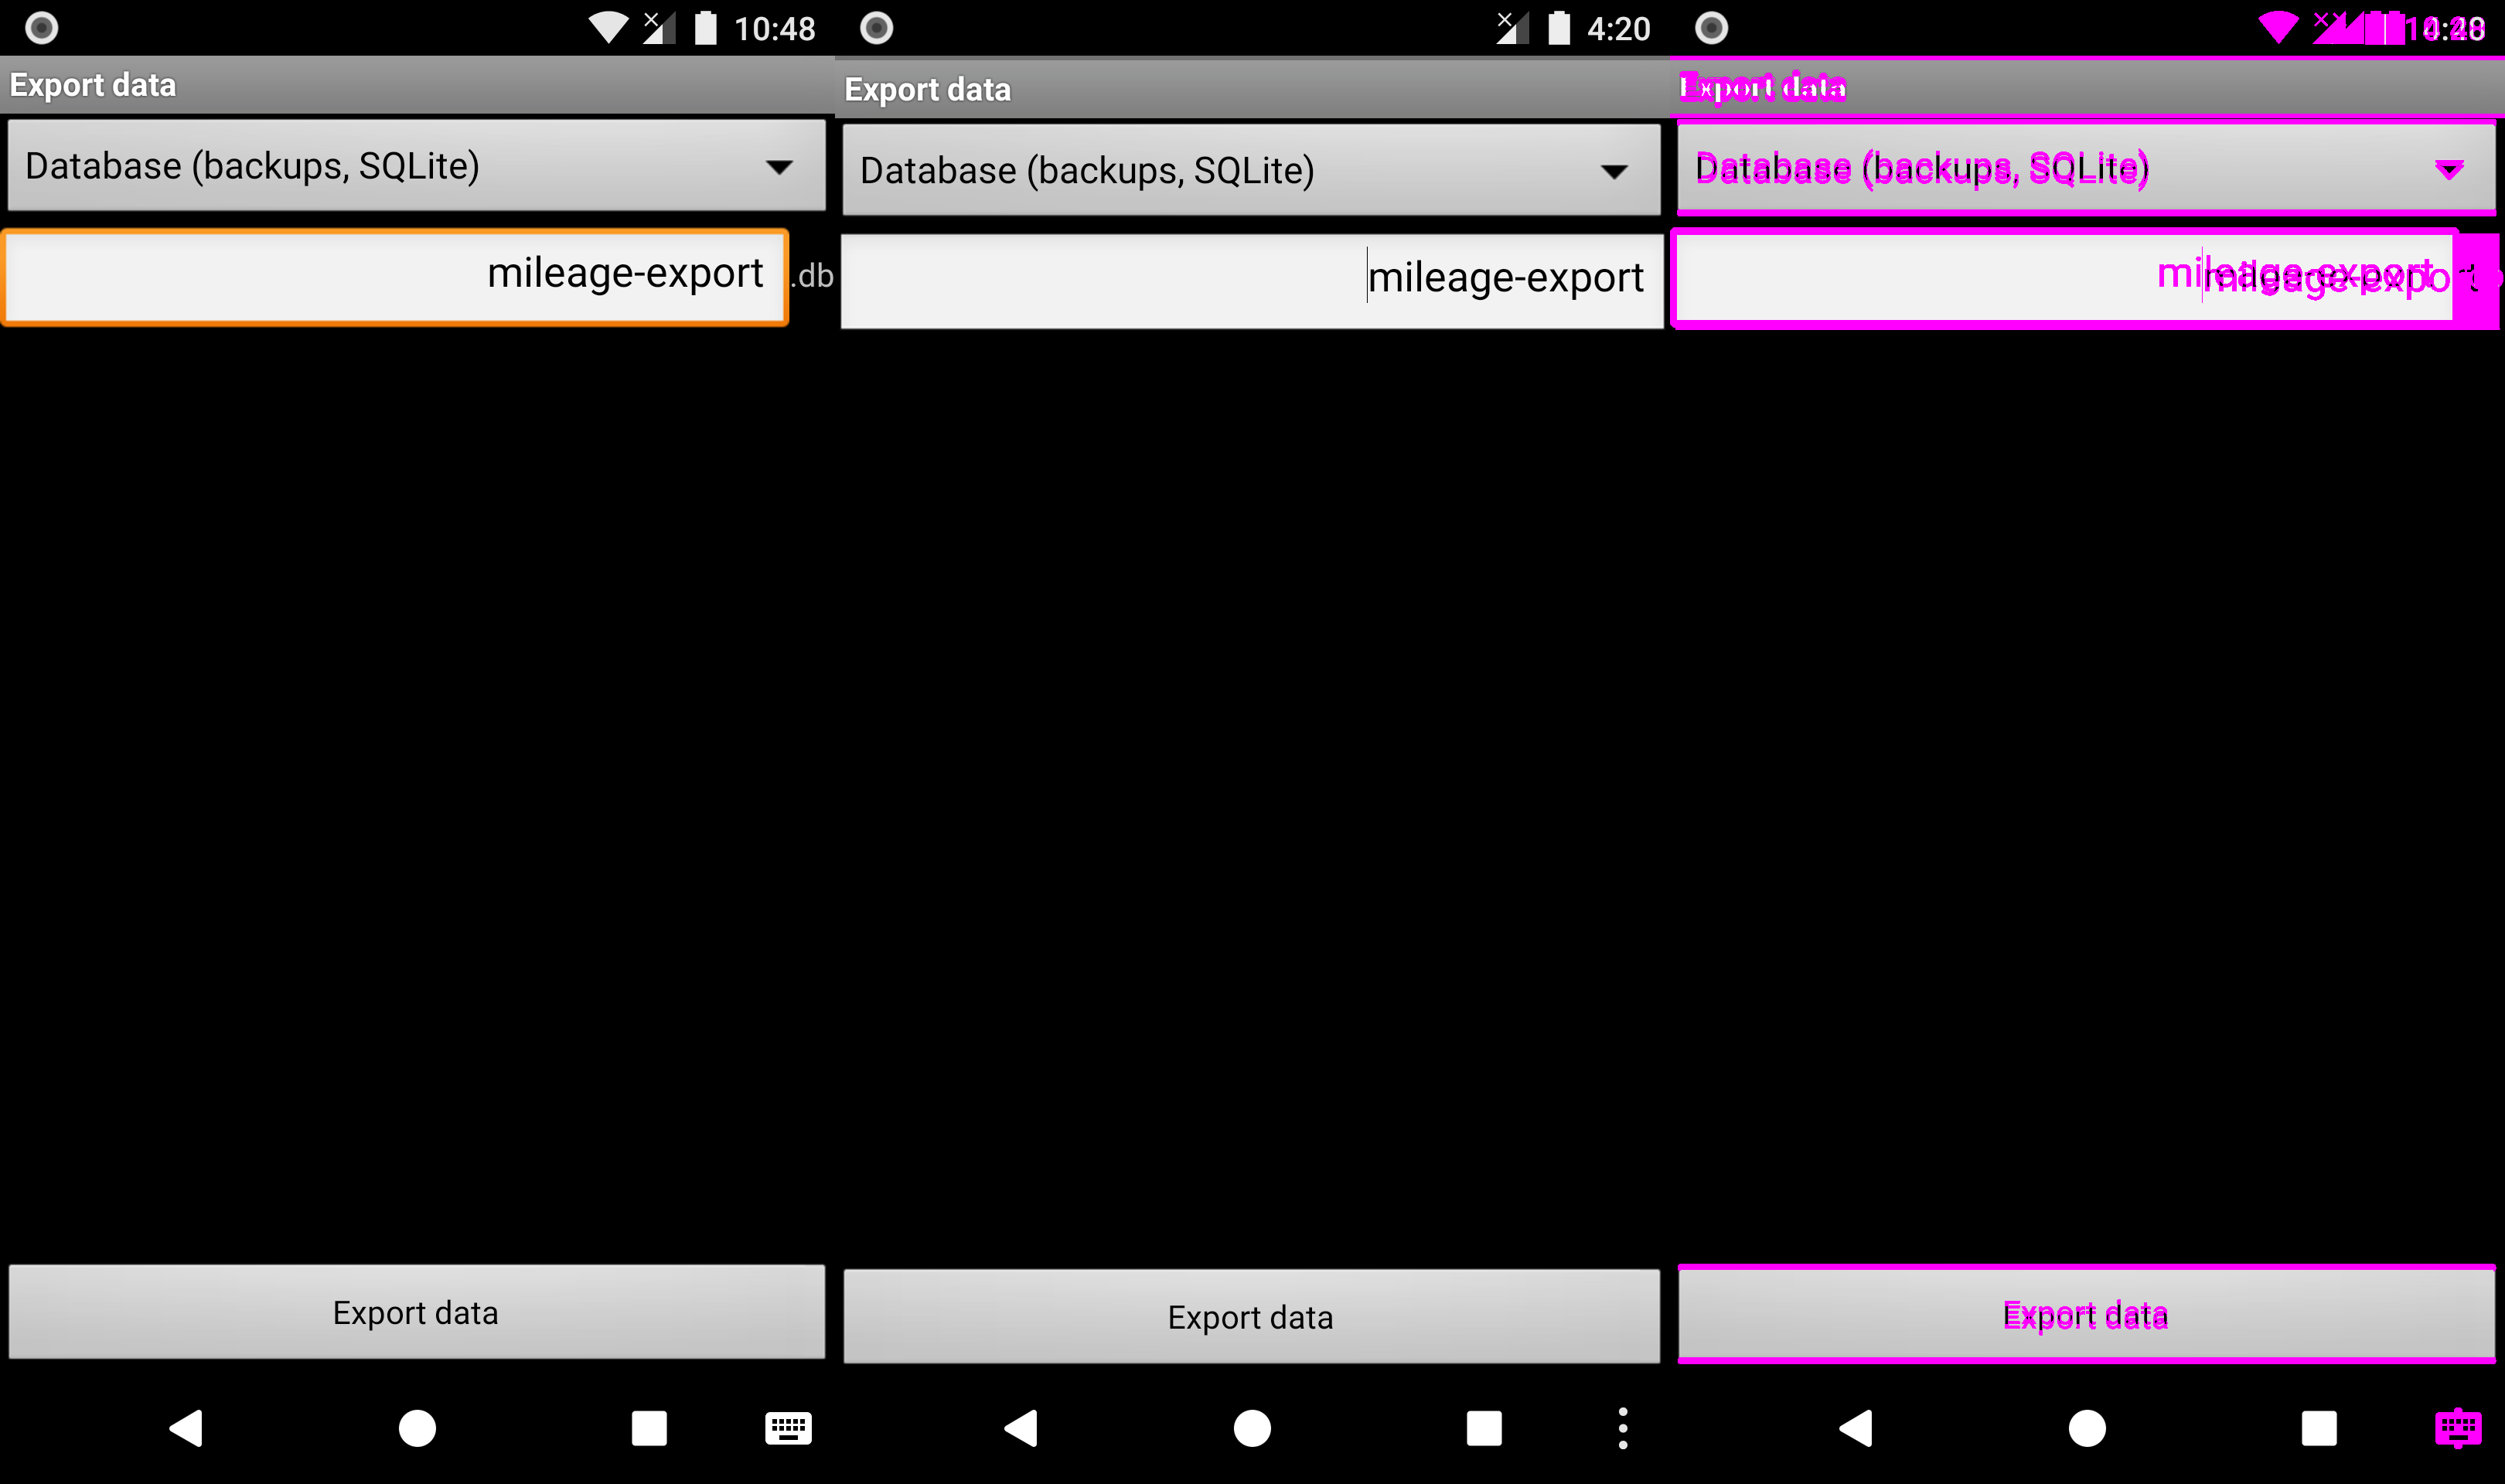 10:48
Export data
Database (backups, SQLite)
mileage-export .db
Export data
4:20
Export data
Database (backups, SQLite)
mileage-export
Export data
Export data
Database (backups, SQLite)
mileage-export
Export data